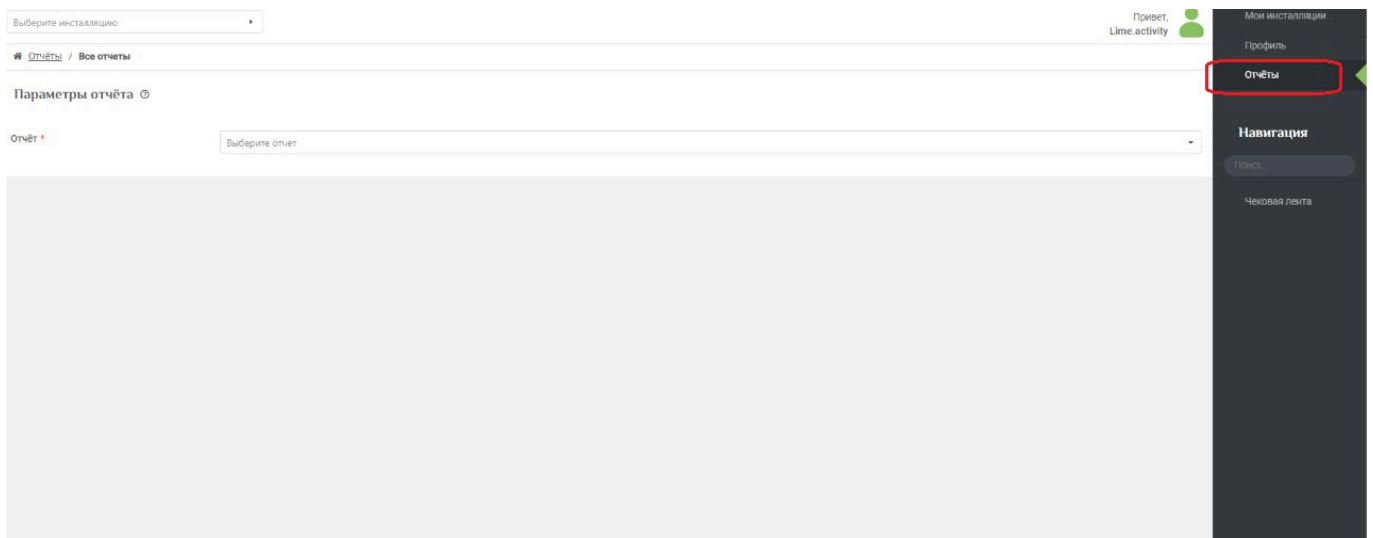 Выберите инсталляцию
Привет,
Lime.activity
Отчёты / Все отчеты
Параметры отчёта
Отчёт *
Выберите отчет
Мои инсталляции
Профиль
Отчёты
Навигация
Поиск...
Чековая лента